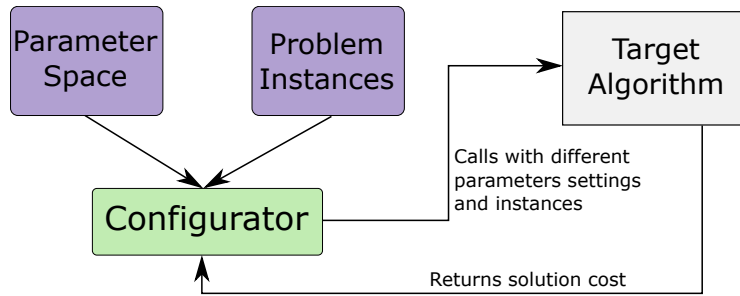 Parameter
Space
Problem
Instances
Target
Algorithm
Calls with different
parameters settings
and instances
Configurator
Returns solution cost